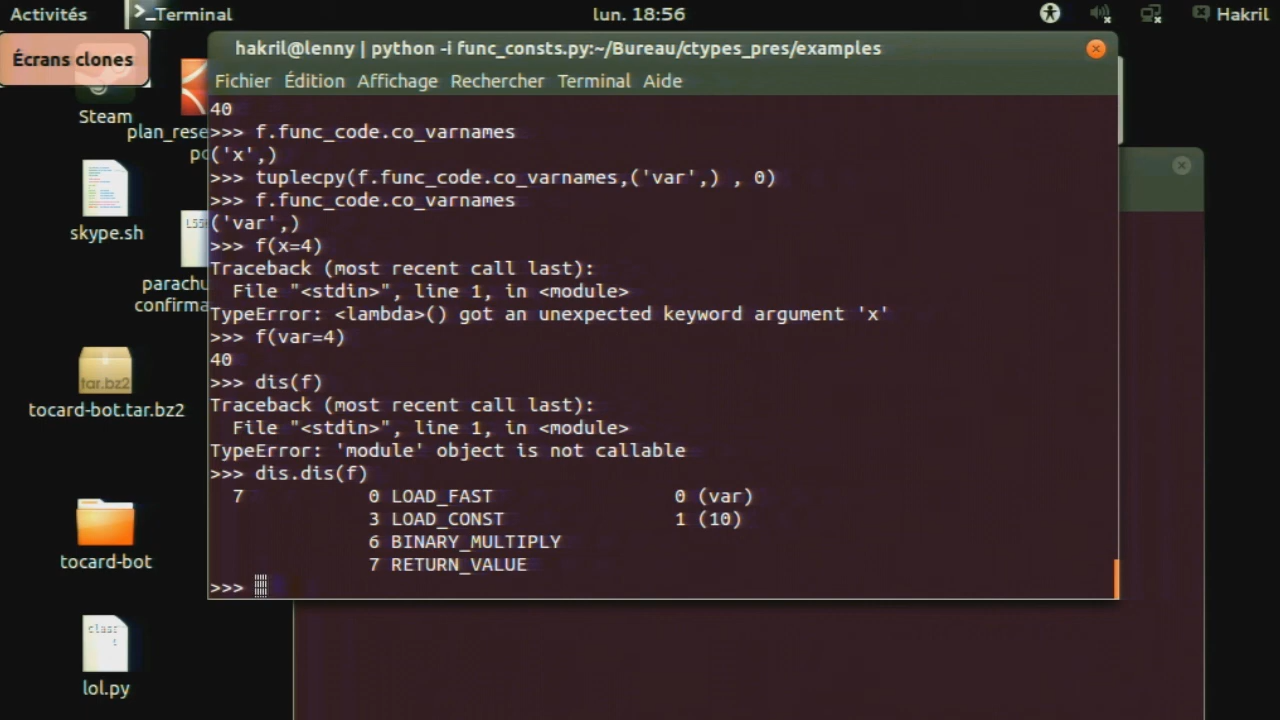 Activités
>_Terminal
lun. 18:56
Hakril
Écrans clones
hakril@lenny | python -i func_consts.py:~/Bureau/ctypes_pres/examples
Fichier Édition Affichage Rechercher Terminal Aide
40
>>> f.func_code.co_varnames
('x',)
>>> tuplecpy(f.func_code.co_varnames,('var',) , 0)
>>> f.func_code.co_varnames
('var',)
>>> f(x=4)
Traceback (most recent call last):
File "<stdin>", line 1, in <module>
TypeError: <lambda>() got an unexpected keyword argument 'x'
>>> f(var=4)
40
>>> dis(f)
Traceback (most recent call last):
File "<stdin>", line 1, in <module>
TypeError: 'module' object is not callable
>>> dis.dis(f)
7 0 LOAD_FAST 0 (var)
3 LOAD_CONST 1 (10)
6 BINARY_MULTIPLY
7 RETURN_VALUE
>>>
Steam
plan_rese
skype.sh
parachu
confirma
tar.bz2
tocard-bot.tar.bz2
tocard-bot
lol.py